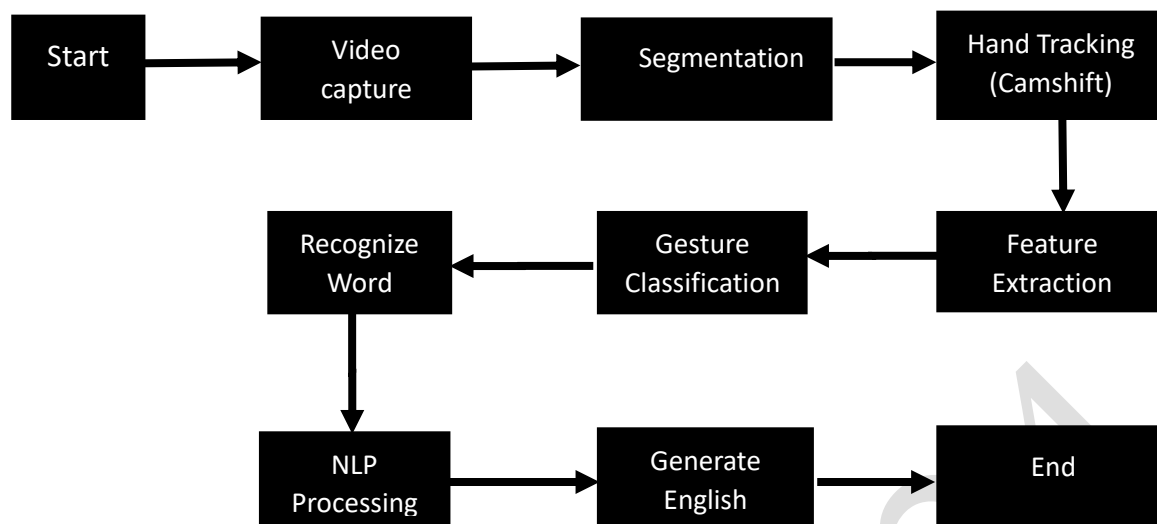 Start
Video
capture
Segmentation
Hand Tracking
(Camshift)
Feature
Extraction
Gesture
Classification
Recognize
Word
NLP
Processing
Generate
English
End